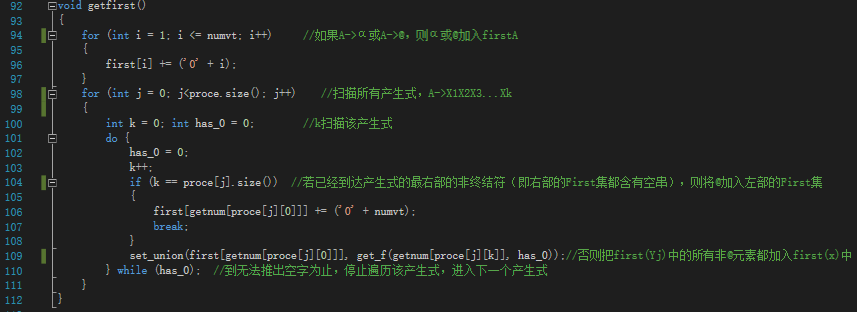 92 void getfirst()
93 {
94 for (int i = 1; i <= numvt; i++) //如果A->α或A->@，则α或@加入firstA
95 {
96 first[i] += ('0' + i);
97 }
98 for (int j = 0; j<proce.size(); j++) //扫描所有产生式，A->X1X2X3...Xk
99 {
100 int k = 0; int has_0 = 0; //k扫描该产生式
101 do {
102 has_0 = 0;
103 k++;
104 if (k == proce[j].size()) //若已经到达产生式的最右部的非终结符（即右部的First集都含有空串），则将@加入左部的First集
105 {
106 first[getnum[proce[j][0]]] += ('0' + numvt);
107 break;
108 }
109 set_union(first[getnum[proce[j][0]]], get_f(getnum[proce[j][k]], has_0));//否则把first(Yj)中的所有非@元素都加入first(x)中
110 } while (has_0); //到无法推出空字为止，停止遍历该产生式，进入下一个产生式
111 }
112 }